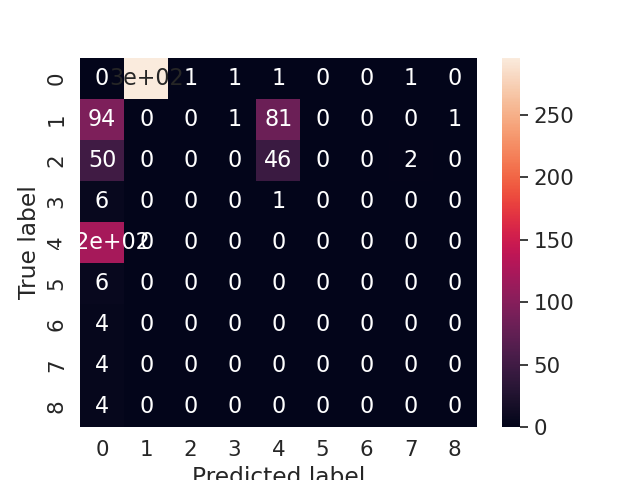 0 0 3e+02 1 1 1 0 0 1 0
1 94 0 0 1 81 0 0 0 1
2 50 0 0 0 46 0 0 2 0
3 6 0 0 0 1 0 0 0 0
4 2e+02 0 0 0 0 0 0 0 0
5 6 0 0 0 0 0 0 0 0
6 4 0 0 0 0 0 0 0 0
7 4 0 0 0 0 0 0 0 0
8 4 0 0 0 0 0 0 0 0
0 1 2 3 4 5 6 7 8
Predicted label
True label
250
200
150
100
50
0